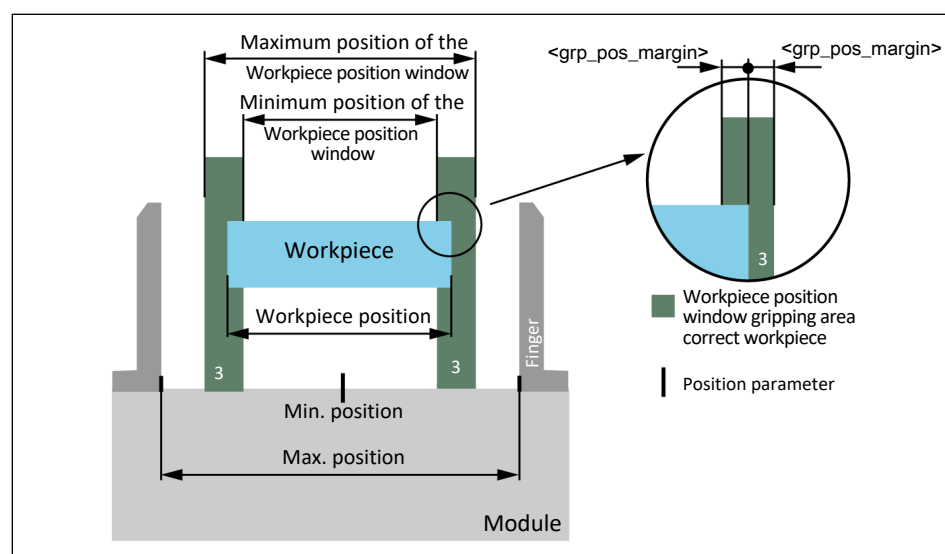 Maximum position of the
Workpiece position window
Minimum position of the
Workpiece position
window
Workpiece
Workpiece position
3
3
Finger
Min. position
Max. position
Module
<grp_pos_margin>
<grp_pos_margin>
3
Workpiece position
window gripping area
correct workpiece
Position parameter